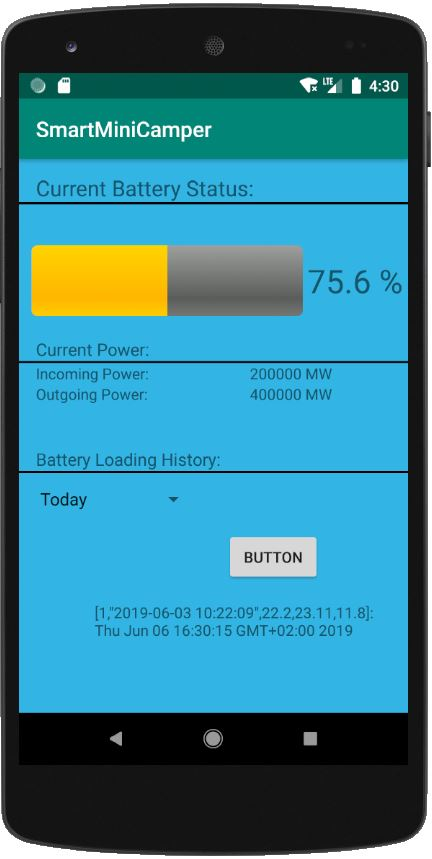 LTE 4:30
SmartMiniCamper
Current Battery Status:
75.6 %
Current Power:
Incoming Power: 200000 MW
Outgoing Power: 400000 MW
Battery Loading History:
Today
BUTTON
[1,"2019-06-03 10:22:09",22.2,23.11,11.8]:
Thu Jun 06 16:30:15 GMT+02:00 2019